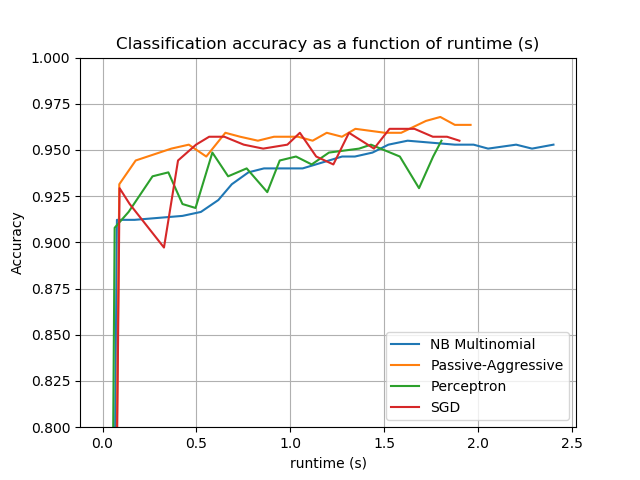 Classification accuracy as a function of runtime (s)
1.000
0.975
0.950
0.925
0.900
0.875
0.850
0.825
0.800
Accuracy
NB Multinomial
Passive-Aggressive
Perceptron
SGD
0.0 0.5 1.0 1.5 2.0 2.5
runtime (s)